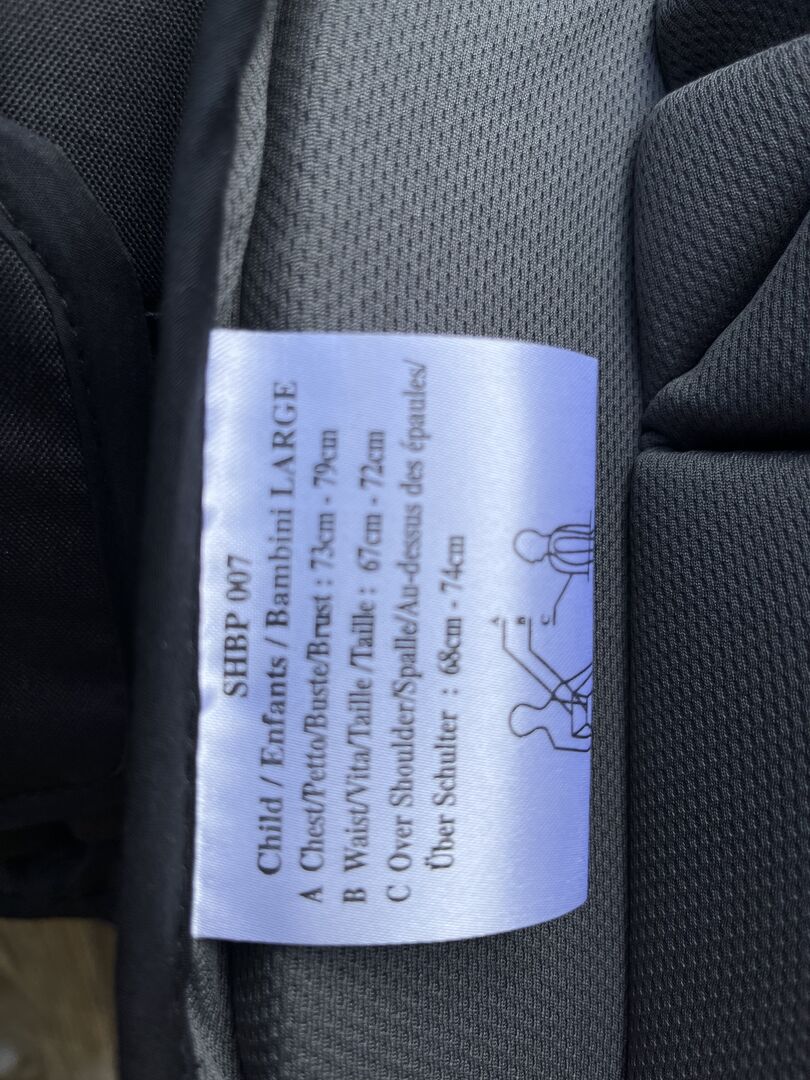 SHBP 007
Child / Enfants / Bambini LARGE
A Chest/Petto/Buste/Brust : 73cm - 79cm
B Waist/Vita/Taille /Taille : 67cm - 72cm
C Over Shoulder/Spalle/Au-dessus des épaules/
Über Schulter : 68cm - 74cm
A
B
C